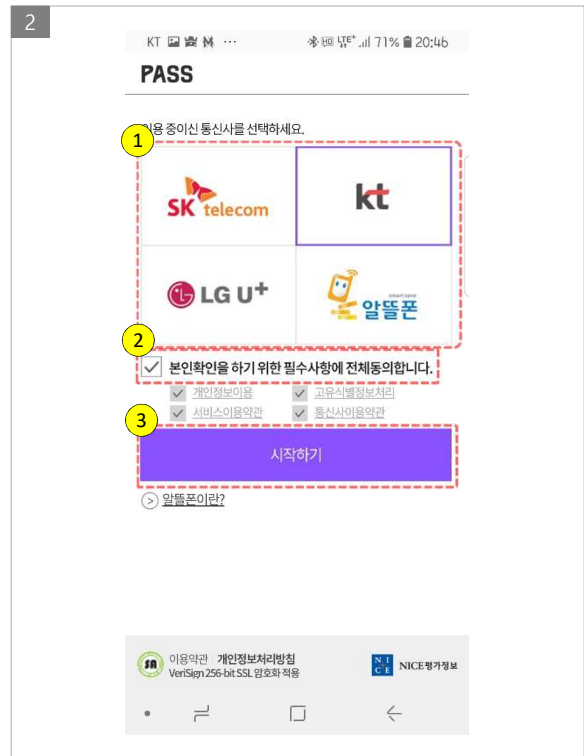 2
KT M ··· LTE+ 71% 20:46
PASS
이용 중이신 통신사를 선택하세요.
1
SK telecom
kt
LG U+
smart save
알뜰폰
2
본인확인을 하기 위한 필수사항에 전체동의합니다.
개인정보이용 고유식별정보처리
서비스이용약관 통신사이용약관
3
시작하기
알뜰폰이란?
SA 이용약관 | 개인정보처리방침
VeriSign 256-bit SSL 암호화 적용
NICE NICE평가정보